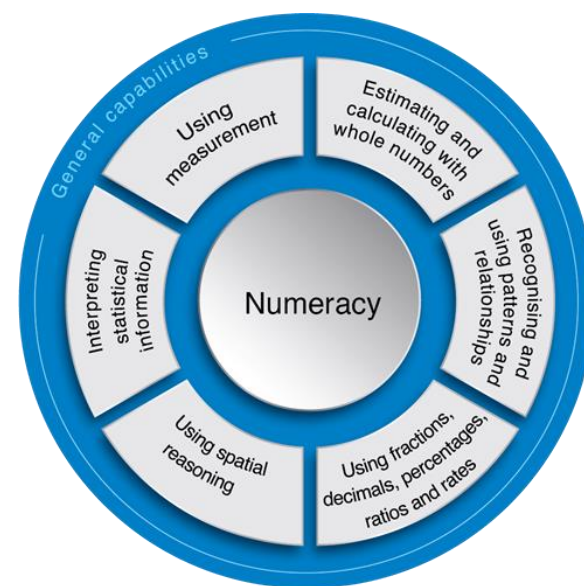 General capabilities
Estimating and
calculating with
whole numbers
Recognising and
using patterns and
relationships
Using fractions,
decimals, percentages,
ratios and rates
Using spatial
reasoning
Interpreting
statistical
information
Using
measurement
Numeracy